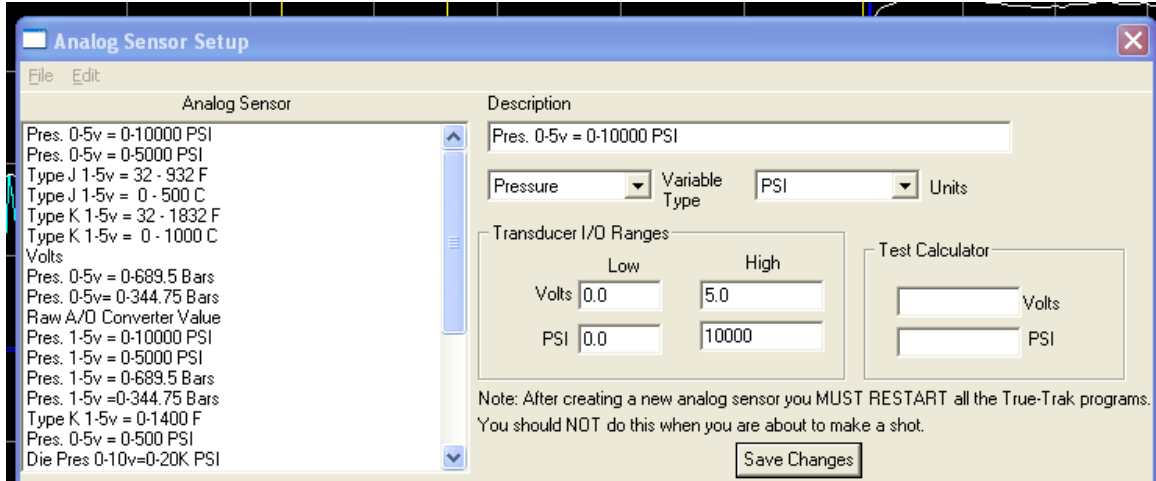 Analog Sensor Setup
File Edit
Analog Sensor
Pres. 0-5v = 0-10000 PSI
Pres. 0-5v = 0-5000 PSI
Type J 1-5v = 32 - 932 F
Type J 1-5v = 0 - 500 C
Type K 1-5v = 32 - 1832 F
Type K 1-5v = 0 - 1000 C
Volts
Pres. 0-5v = 0-689.5 Bars
Pres. 0-5v= 0-344.75 Bars
Raw A/D Converter Value
Pres. 1-5v = 0-10000 PSI
Pres. 1-5v = 0-5000 PSI
Pres. 1-5v = 0-689.5 Bars
Pres. 1-5v =0-344.75 Bars
Type K 1-5v = 0-1400 F
Pres. 0-5v = 0-500 PSI
Die Pres 0-10v=0-20K PSI
Description
Pres. 0-5v = 0-10000 PSI
Pressure Variable Type PSI Units
Transducer I/O Ranges
Low High
Volts 0.0 5.0
PSI 0.0 10000
Test Calculator
Volts
PSI
Note: After creating a new analog sensor you MUST RESTART all the True-Trak programs.
You should NOT do this when you are about to make a shot.
Save Changes